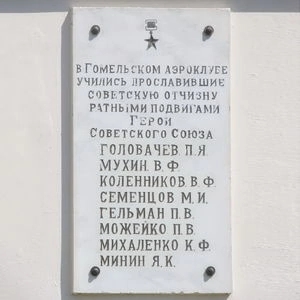 В ГОМЕЛЬСКОМ АЭРОКЛУБЕ
УЧИЛИСЬ ПРОСЛАВИВШИЕ
СОВЕТСКУЮ ОТЧИЗНУ
РАТНЫМИ ПОДВИГАМИ
ГЕРОИ
СОВЕТСКОГО СОЮЗА
ГОЛОВАЧЕВ П.Я.
МУХИН В.Ф.
КОЛЕННИКОВ В.Ф.
СЕМЕНЦОВ М.И.
ГЕЛЬМАН П.В.
МОЖЕЙКО П.В.
МИХАЛЕНКО К.Ф.
МИНИН Я.К.